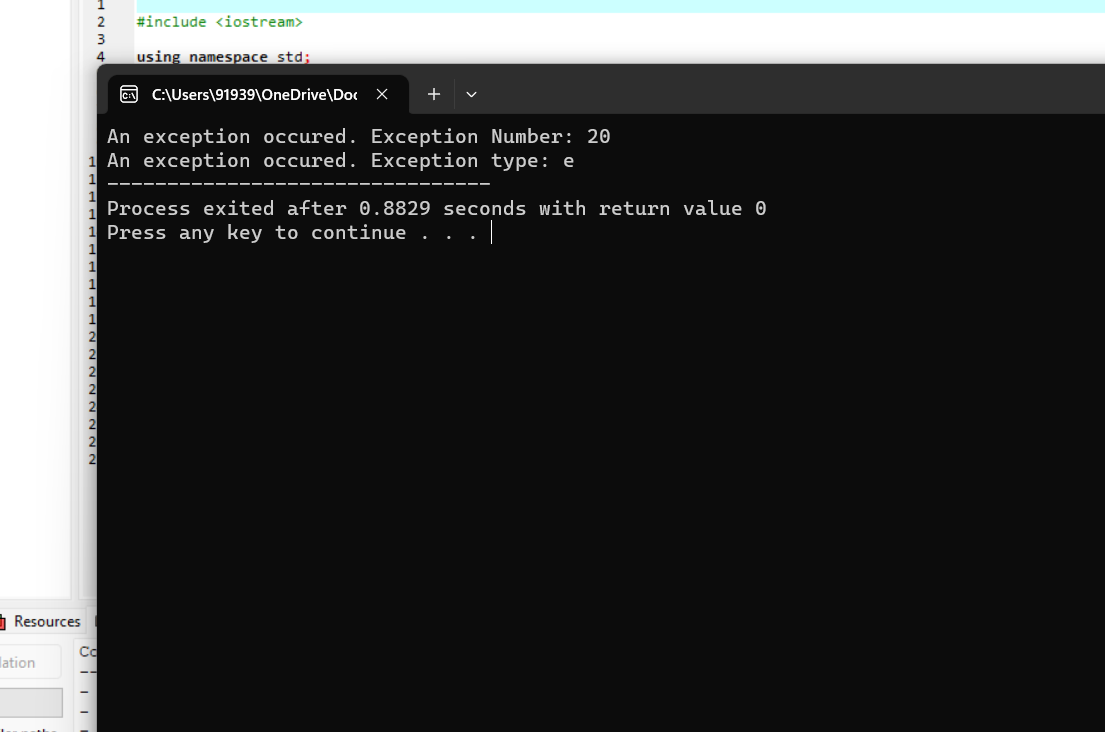 1
2 #include <iostream>
3
4 using namespace std;
C:\Users\91939\OneDrive\Doc
An exception occured. Exception Number: 20
An exception occured. Exception type: e
--------------------------------
Process exited after 0.8829 seconds with return value 0
Press any key to continue . . .
1
1
1
1
1
1
1
1
1
1
2
2
2
2
2
2
2
2
Resources
lation
Co